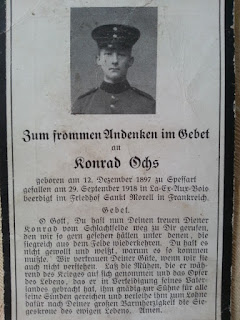 Zum frommen Andenken im Gebet
an
Konrad Ochs
geboren am 12. Dezember 1897 zu Speffart
gefallen am 29. September 1918 in La-Ex-Aux-Bois
beerdigt im Friedhof Sankt Morell in Frankreich.
Gebet.
O Gott, Du hast nun Deinen treuen Diener
Konrad vom Schlachtfelde weg zu Dir gerufen,
den wir so gern gesehen hätten unter denen, die
siegreich aus dem Felde wiederkehren. Du hast es
nicht gewollt und weißt, warum es so kommen
mußte. Wir vertrauen Deiner Güte, wenn wir sie
auch nicht verstehen. Laß die Mühen, die er wäh-
rend des Krieges auf sich genommen und das Opfer
des Lebens, das er in Verteidigung seines Vater-
landes gebracht hat, ihm gnädig zur Sühne für alle
seine Sünden gereichen und verleihe ihm zum Lohne
dafür nach Deiner großen Barmherzigkeit die Sie-
geskrone des ewigen Lebens. Amen.